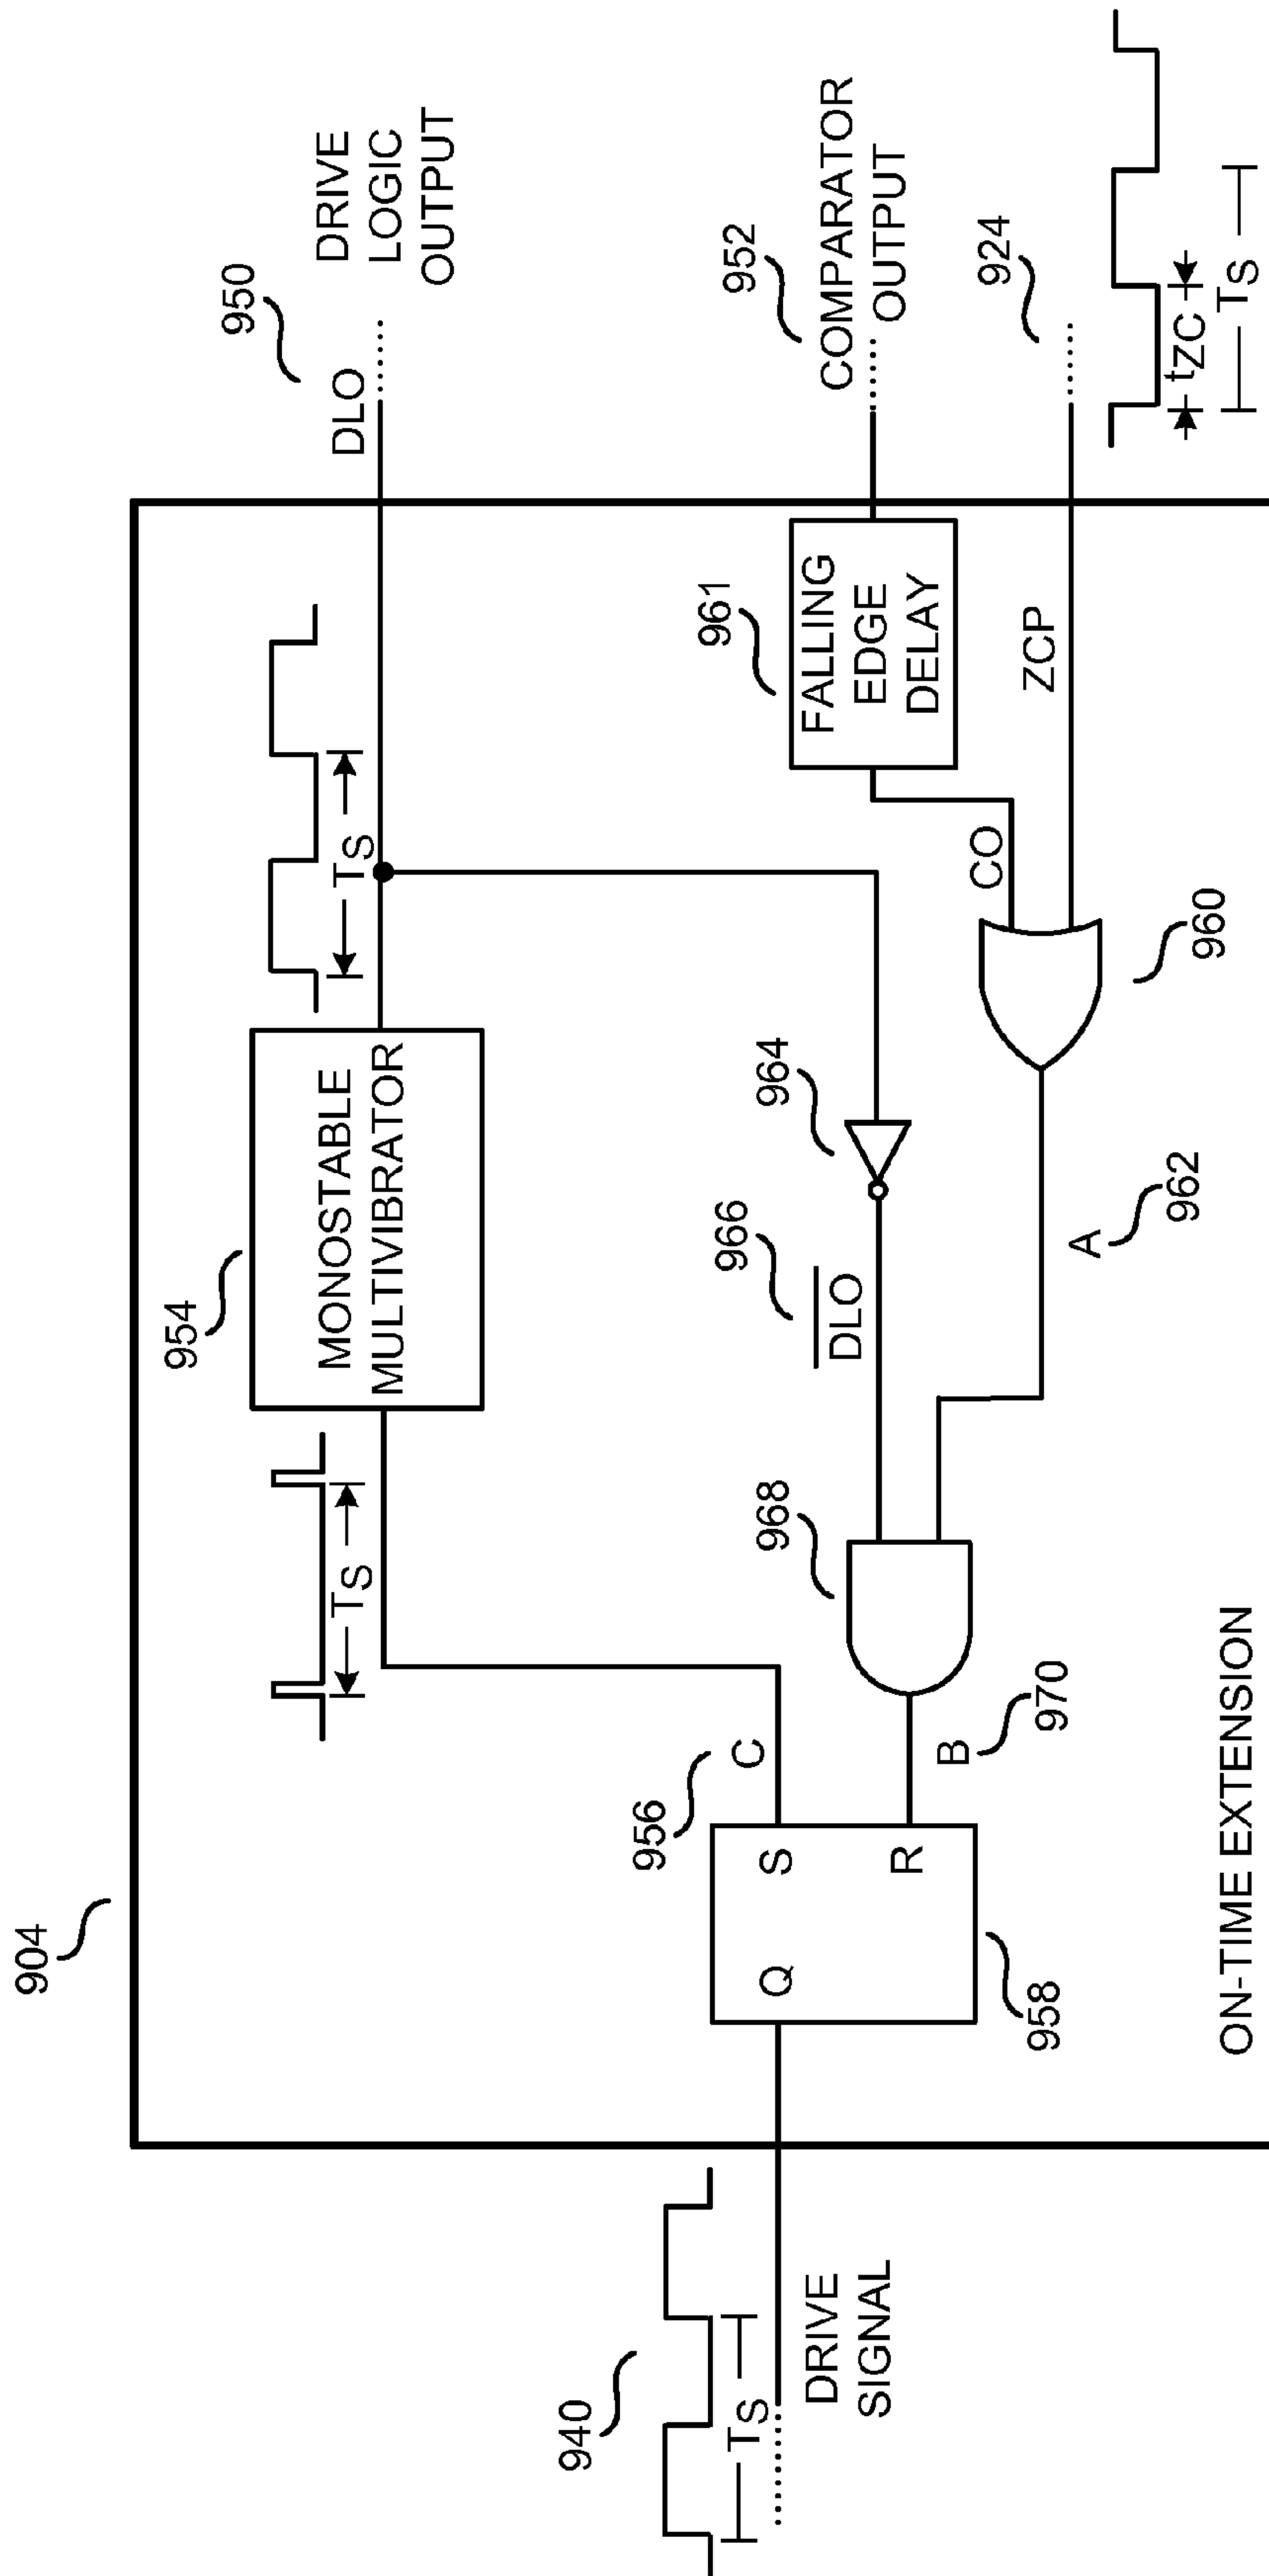 904
954
MONOSTABLE
MULTIVIBRATOR
TS
TS
950
DLO
DRIVE
LOGIC
OUTPUT
940
TS
DRIVE
SIGNAL
956
C
Q
S
R
958
B
970
968
966
DLO
964
961
FALLING
EDGE
DELAY
952
COMPARATOR
OUTPUT
CO
ZCP
924
960
A
962
tZC
TS
ON-TIME EXTENSION